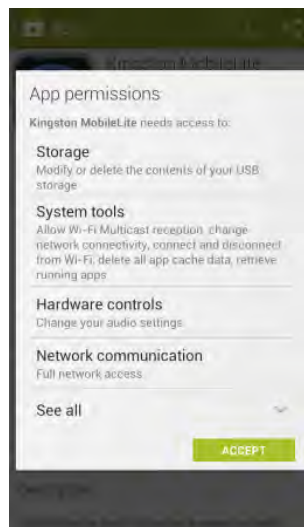 Kingston MobileLite
App permissions
Kingston MobileLite needs access to:
Storage
Modify or delete the contents of your USB
storage
System tools
Allow Wi-Fi Multicast reception, change
network connectivity, connect and disconnect
from Wi-Fi, delete all app cache data, retrieve
running apps
Hardware controls
Change your audio settings
Network communication
Full network access
See all
ACCEPT
Description